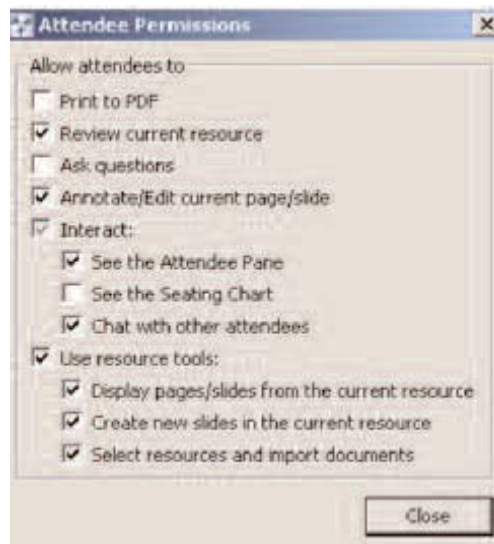 Attendee Permissions
Allow attendees to
Print to PDF
Review current resource
Ask questions
Annotate/Edit current page/slide
Interact:
See the Attendee Pane
See the Seating Chart
Chat with other attendees
Use resource tools:
Display pages/slides from the current resource
Create new slides in the current resource
Select resources and import documents
Close